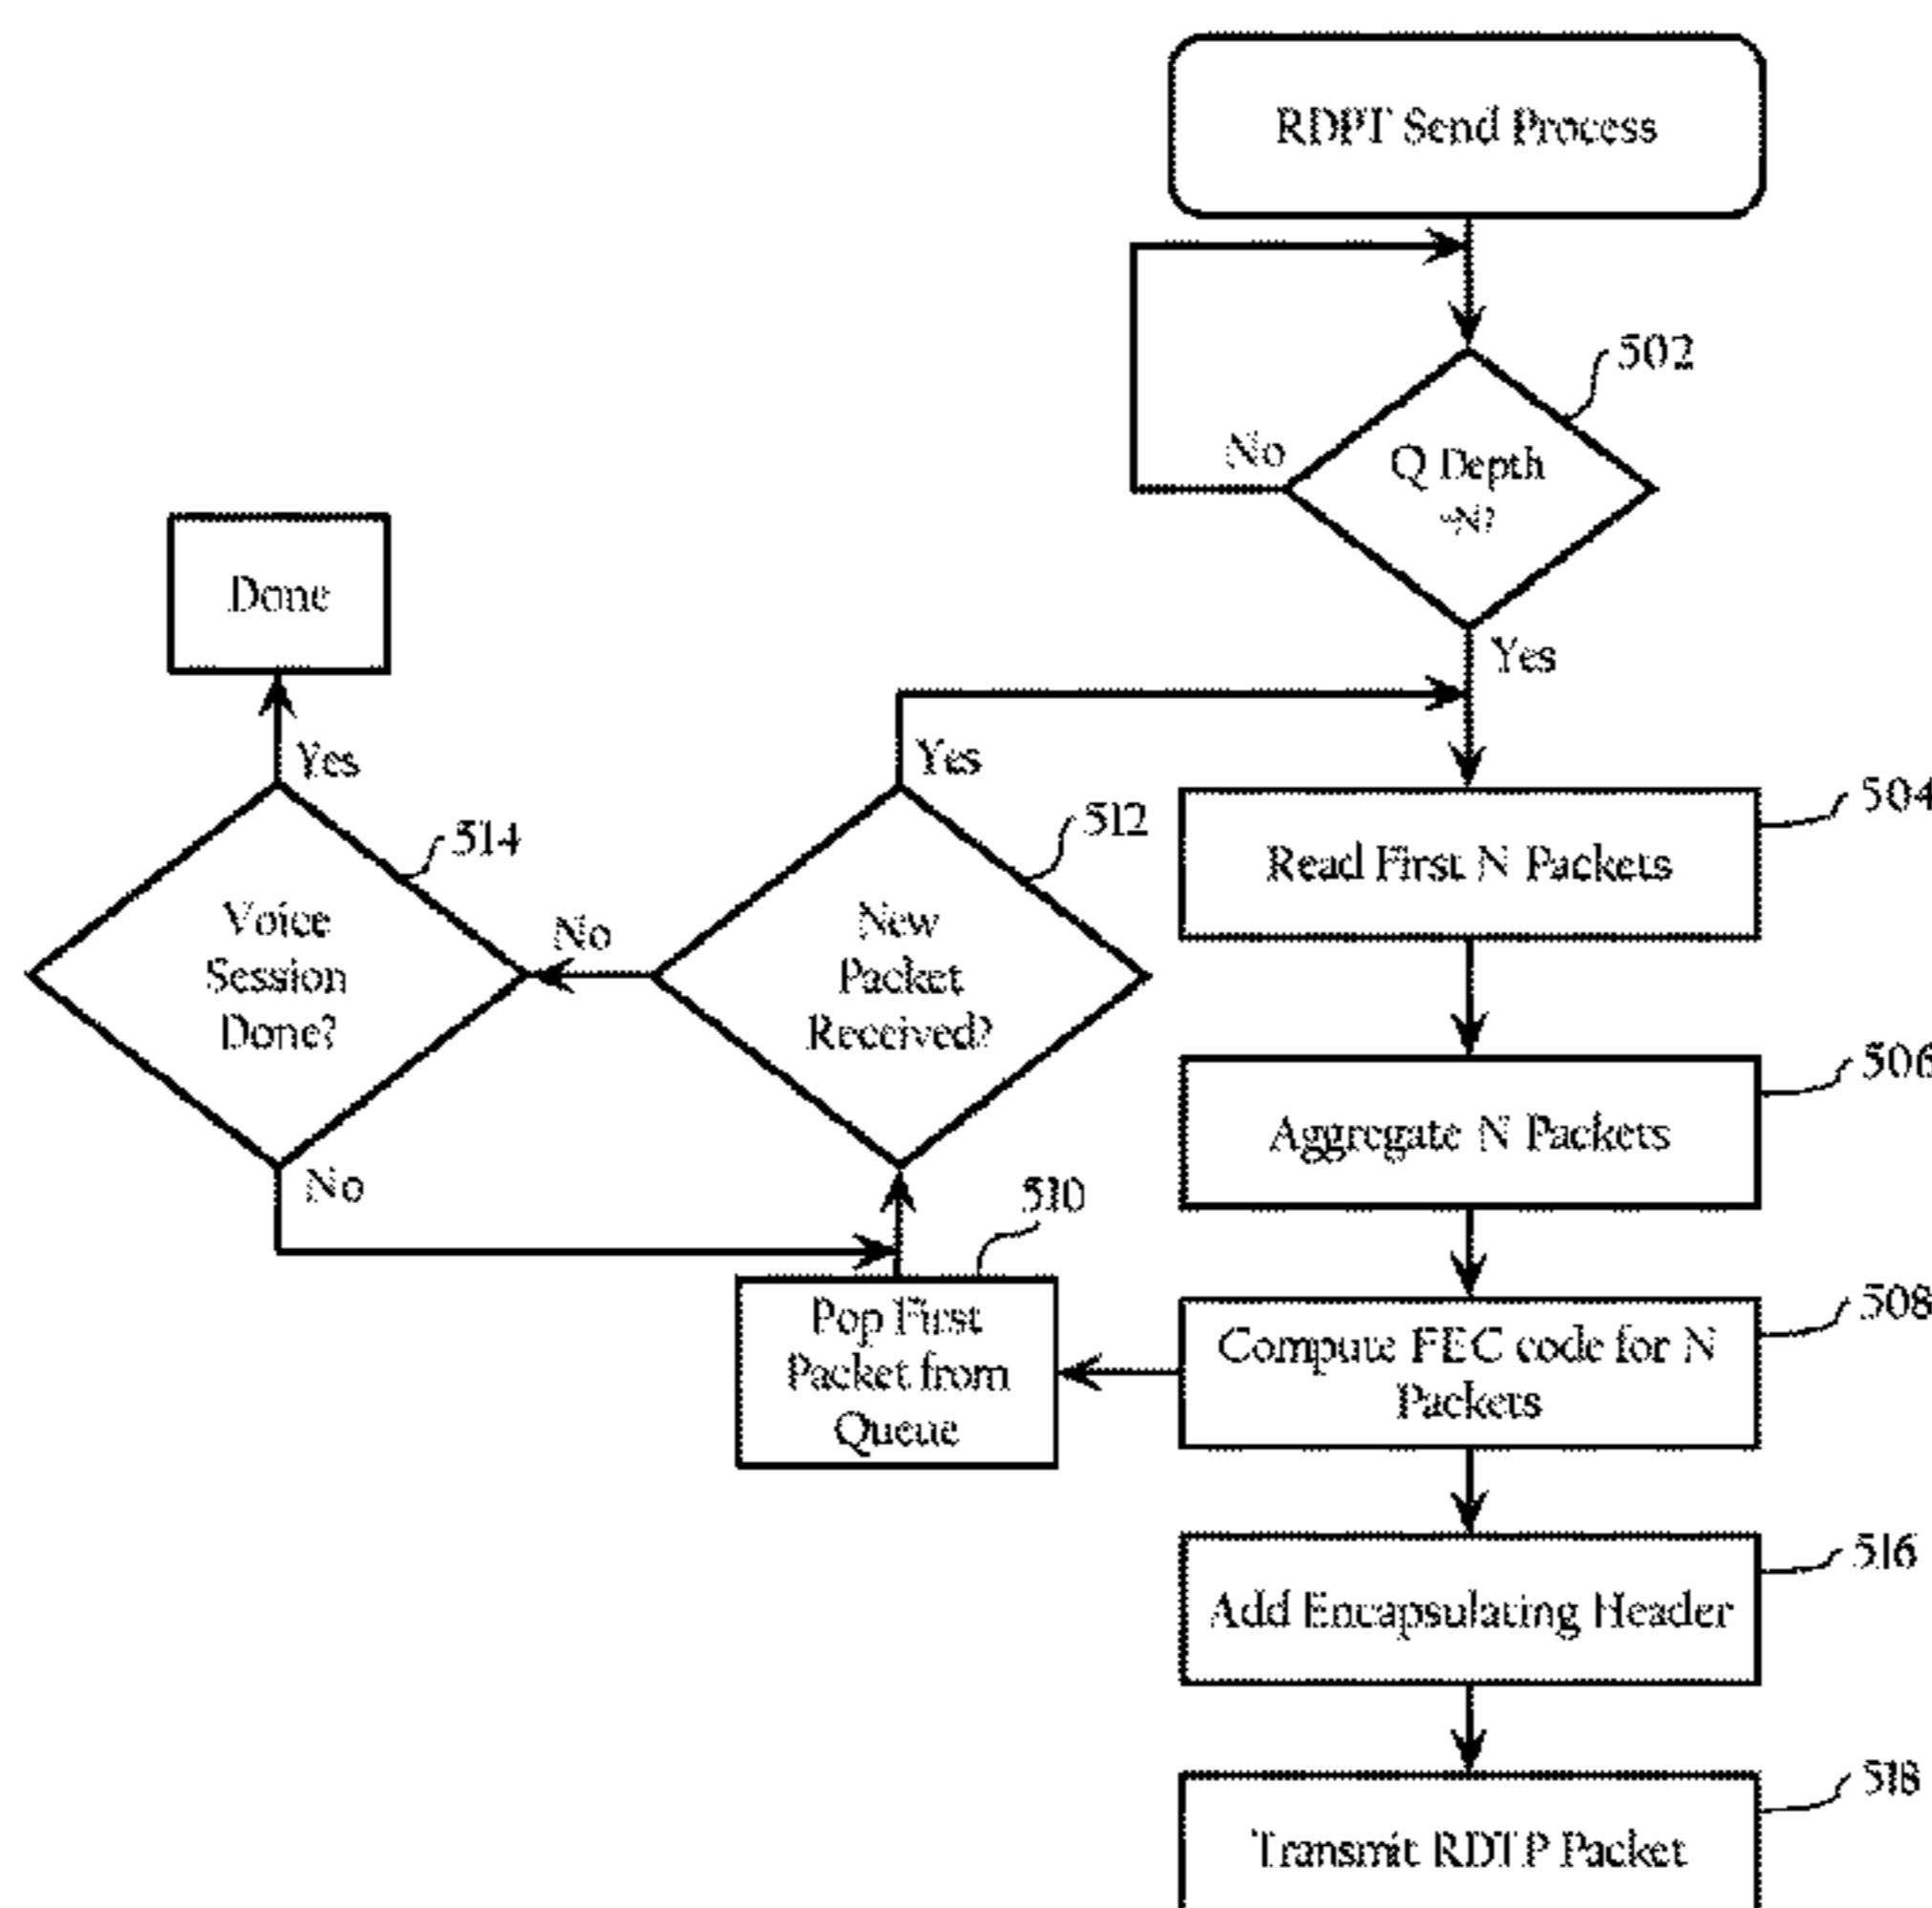 RDPT Send Process
502
No
Q Depth
=N?
Yes
Done
Yes
Yes
504
514
512
Read First N Packets
Voice
Session
Done?
No
New
Packet
Received?
506
Aggregate N Packets
No
510
508
Pop First
Packet from
Queue
Compute FEC code for N
Packets
516
Add Encapsulating Header
518
Transmit RDTP Packet